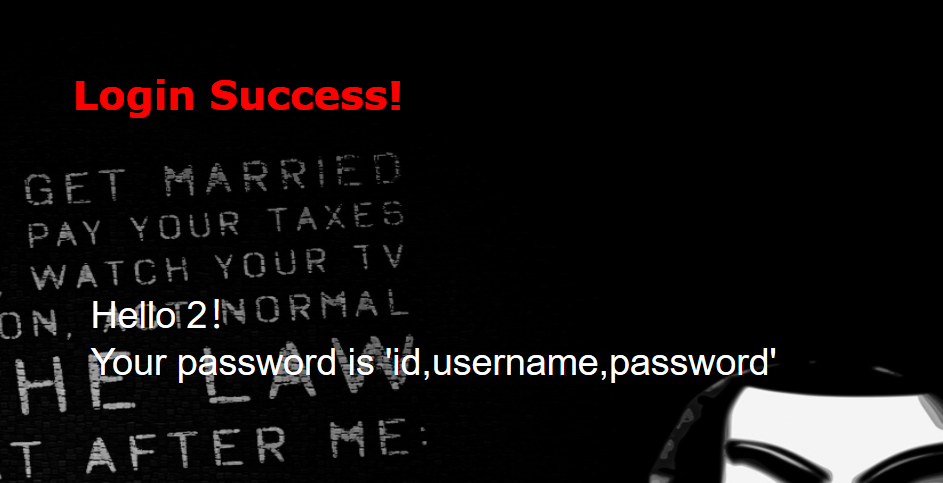 Login Success!
GET MARRIED
PAY YOUR TAXES
WATCH YOUR TV
ON, ACT NORMAL
Hello 2!
HE LAW
Your password is 'id,username,password'
T AFTER ME: